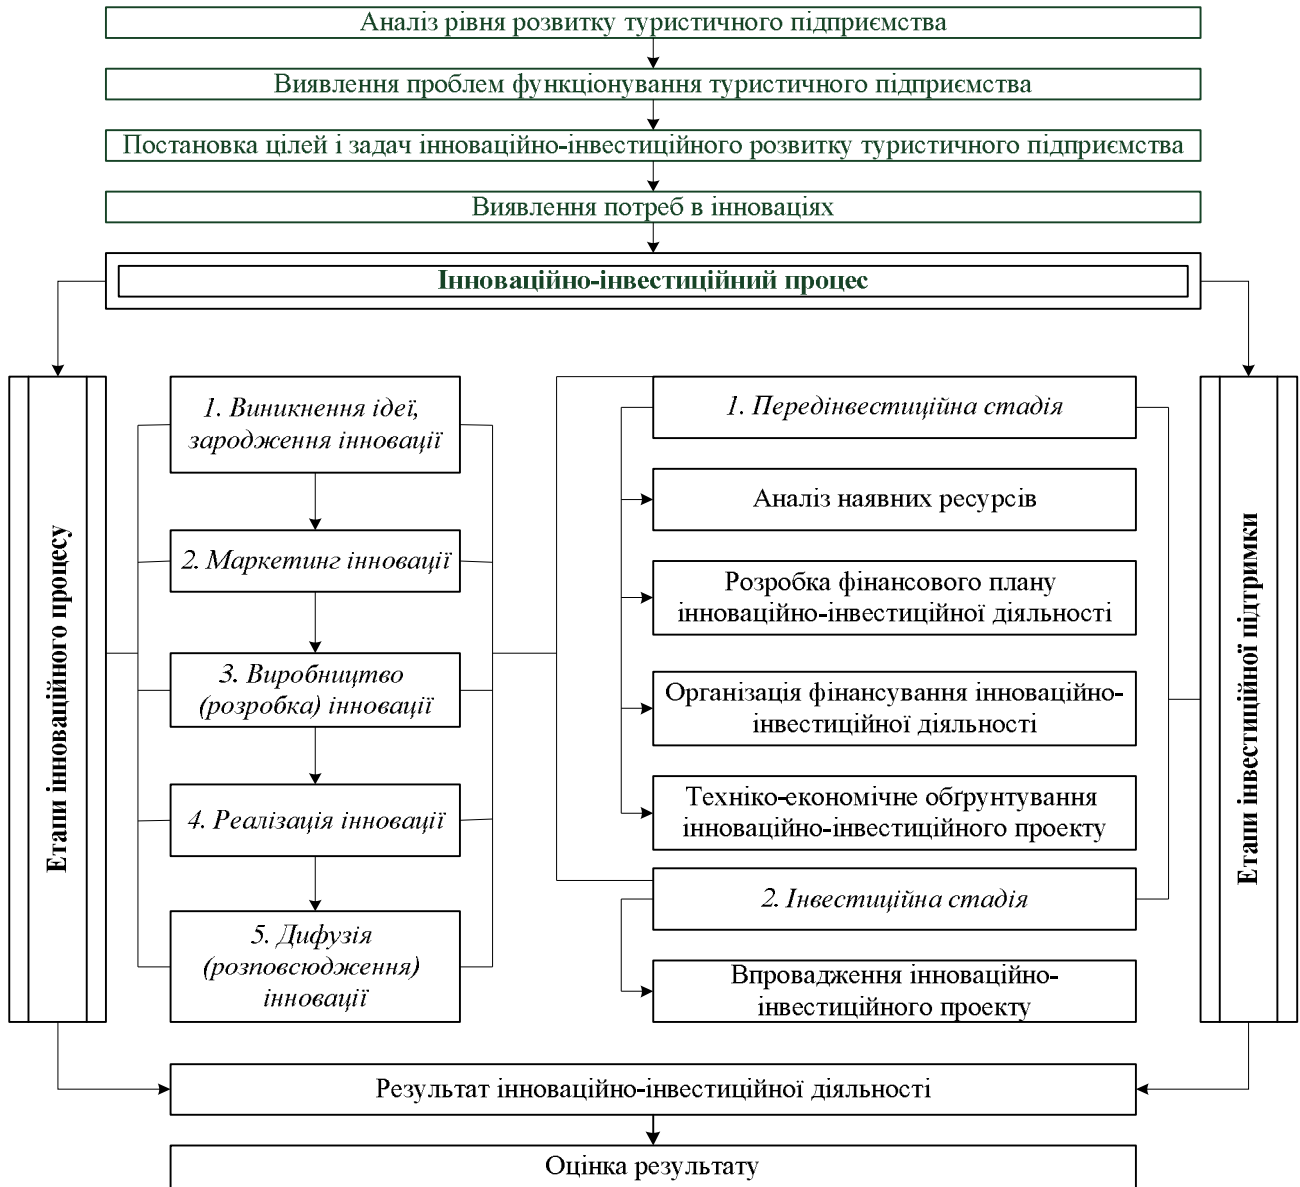 Аналіз рівня розвитку туристичного підприємства
Виявлення проблем функціонування туристичного підприємства
Постановка цілей і задач інноваційно-інвестиційного розвитку туристичного підприємства
Виявлення потреб в інноваціях
Інноваційно-інвестиційний процес
Етапи інноваційного процесу
1. Виникнення ідеї,
зародження інновації
2. Маркетинг інновації
3. Виробництво
(розробка) інновації
4. Реалізація інновації
5. Дифузія
(розповсюдження)
інновації
1. Передінвестиційна стадія
Аналіз наявних ресурсів
Розробка фінансового плану
інноваційно-інвестиційної діяльності
Організація фінансування інноваційно-
інвестиційної діяльності
Техніко-економічне обґрунтування
інноваційно-інвестиційного проекту
2. Інвестиційна стадія
Впровадження інноваційно-
інвестиційного проекту
Етапи інвестиційної підтримки
Результат інноваційно-інвестиційної діяльності
Оцінка результату